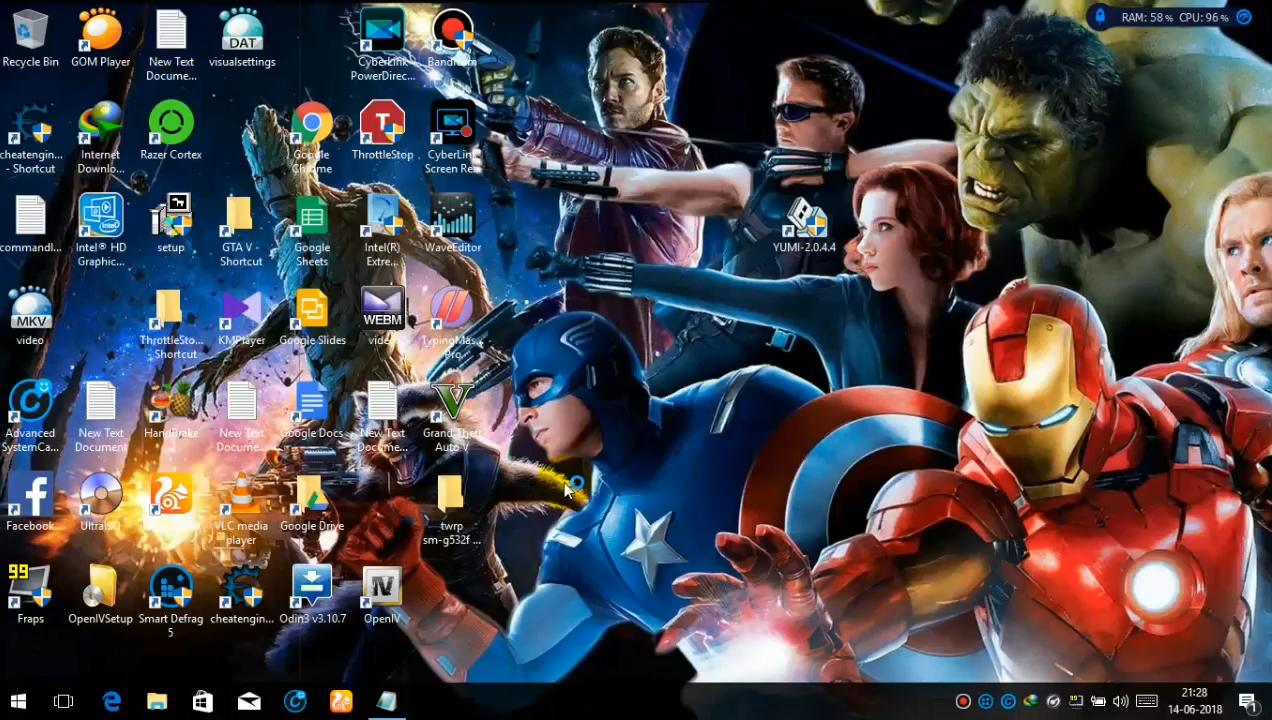 RAM: 58 % CPU: 96 %
Recycle Bin
GOM Player
New Text
Docume...
DAT
visualsettings
CyberLink
PowerDirec...
Bandicam
cheatengin...
- Shortcut
Internet
Downlo...
Razer Cortex
Google
Chrome
T
ThrottleStop
CyberLink
Screen Re...
commandl...
Intel® HD
Graphic...
setup
GTA V -
Shortcut
Google
Sheets
Intel(R)
Extre...
WaveEditor
YUMI-2.0.4.4
MKV
video
ThrottleSto...
Shortcut
KMPlayer
Google Slides
WEBM
TypingMas...
Pro
Advanced
SystemCa...
New Text
Document
HandBrake
New Text
Docume...
Google Docs
New Text
Docume...
V
Grand Theft
Auto V
Facebook
UltraISO
VLC media
player
Google Drive
twrp
sm-g532f ...
99
Fraps
OpenIVSetup
Smart Defrag
5
cheatengin...
Odin3 v3.10.7
IV
OpenIV
21:28
14-06-2018
1